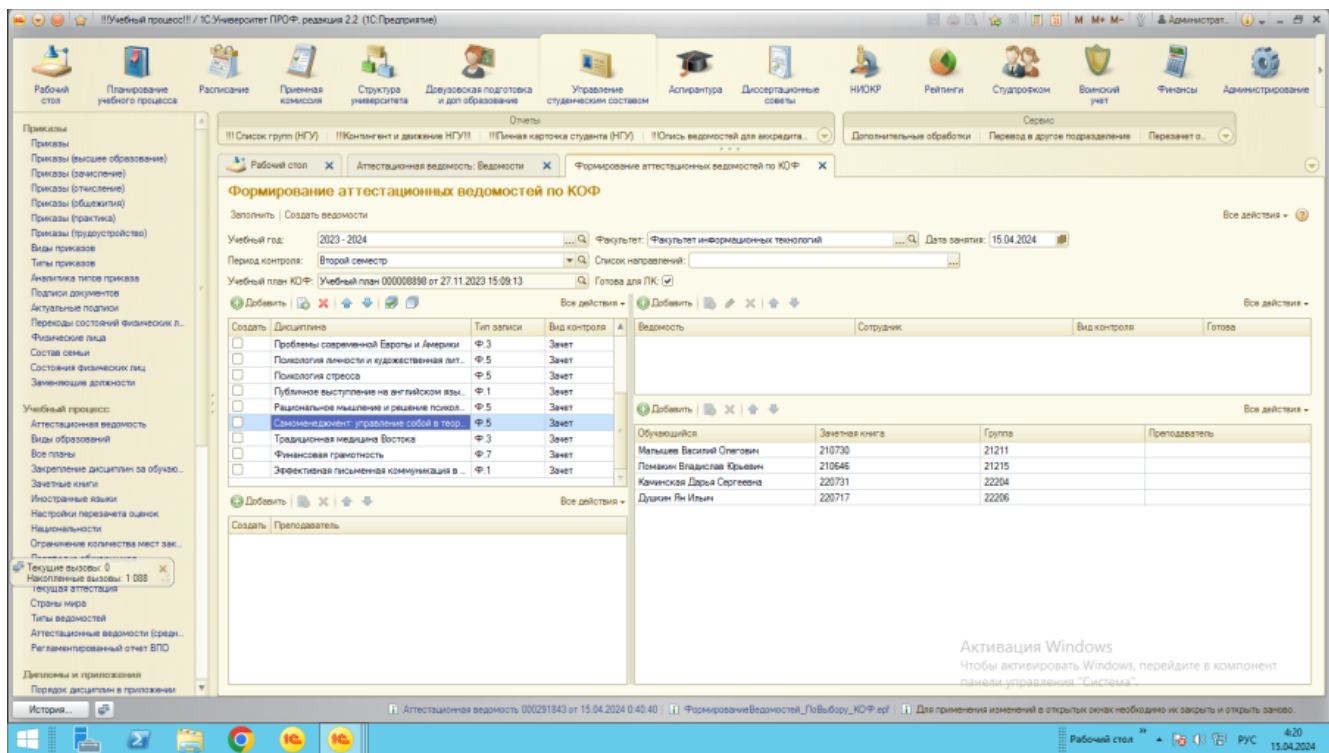 !!!Учебный процесс!!! / 1С:Университет ПРОФ, редакция 2.2 (1С:Предприятие)
M M+ M- Администрат...
Рабочий стол
Планирование учебного процесса
Расписание
Приемная комиссия
Структура университета
Довузовская подготовка и доп образование
Управление студенческим составом
Аспирантура
Диссертационные советы
НИОКР
Рейтинги
Студпрофком
Воинский учет
Финансы
Администрирование
Приказы
Приказы
Приказы (высшее образование)
Приказы (зачисление)
Приказы (отчисление)
Приказы (общежития)
Приказы (практика)
Приказы (трудоустройство)
Виды приказов
Типы приказов
Аналитика типов приказа
Подписи документов
Актуальные подписи
Переходы состояний физических л...
Физические лица
Состав семьи
Состояния физических лиц
Заменяющие должности
Учебный процесс
Аттестационная ведомость
Виды образований
Все планы
Закрепление дисциплин за обучаю...
Зачетные книги
Иностранные языки
Настройки перезачета оценок
Национальности
Ограничение количества мест зак...
Текущие вызовы: 0
Накопленные вызовы: 1 088
Текущая аттестация
Страны мира
Типы ведомостей
Аттестационные ведомости (средн...
Регламентированный отчет ВПО
Дипломы и приложения
Порядок дисциплин в приложении
Отчеты
!!! Список групп (НГУ) !!!Контингент и движение НГУ!!! !!!Личная карточка студента (НГУ) !!!Опись ведомостей для аккредита...
Сервис
Дополнительные обработки Перевод в другое подразделение Перезачет о...
Рабочий стол Аттестационная ведомость: Ведомости Формирование аттестационных ведомостей по КОФ
Формирование аттестационных ведомостей по КОФ
Заполнить Создать ведомости Все действия
Учебный год: 2023 - 2024 Факультет: Факультет информационных технологий Дата занятия: 15.04.2024
Период контроля: Второй семестр Список направлений:
Учебный план КОФ: Учебный план 000008898 от 27.11.2023 15:09:13 Готова для ПК:
Добавить Все действия
Создать Дисциплина Тип записи Вид контроля
Проблемы современной Европы и Америки Ф.3 Зачет
Психология личности и художественная лит... Ф.5 Зачет
Психология стресса Ф.5 Зачет
Публичное выступление на английском язы... Ф.1 Зачет
Рациональное мышление и решение психол... Ф.5 Зачет
Самоменеджмент: управление собой в теор... Ф.5 Зачет
Традиционная медицина Востока Ф.3 Зачет
Финансовая грамотность Ф.7 Зачет
Эффективная письменная коммуникация в ... Ф.1 Зачет
Добавить Все действия
Создать Преподаватель
Добавить Все действия
Ведомость Сотрудник Вид контроля Готова
Добавить Все действия
Обучающийся Зачетная книга Группа Преподаватель
Малышев Василий Олегович 210730 21211
Ломакин Владислав Юрьевич 210646 21215
Каминская Дарья Сергеевна 220731 22204
Душкин Ян Ильич 220717 22206
Активация Windows
Чтобы активировать Windows, перейдите в компонент
панели управления "Система".
История...
Аттестационная ведомость 000291843 от 15.04.2024 0:40:40 ФормированиеВедомостей_ПоВыбору_КОФ.epf Для применения изменений в открытых окнах необходимо их закрыть и открыть заново.
Рабочий стол РУС 4:20
15.04.2024